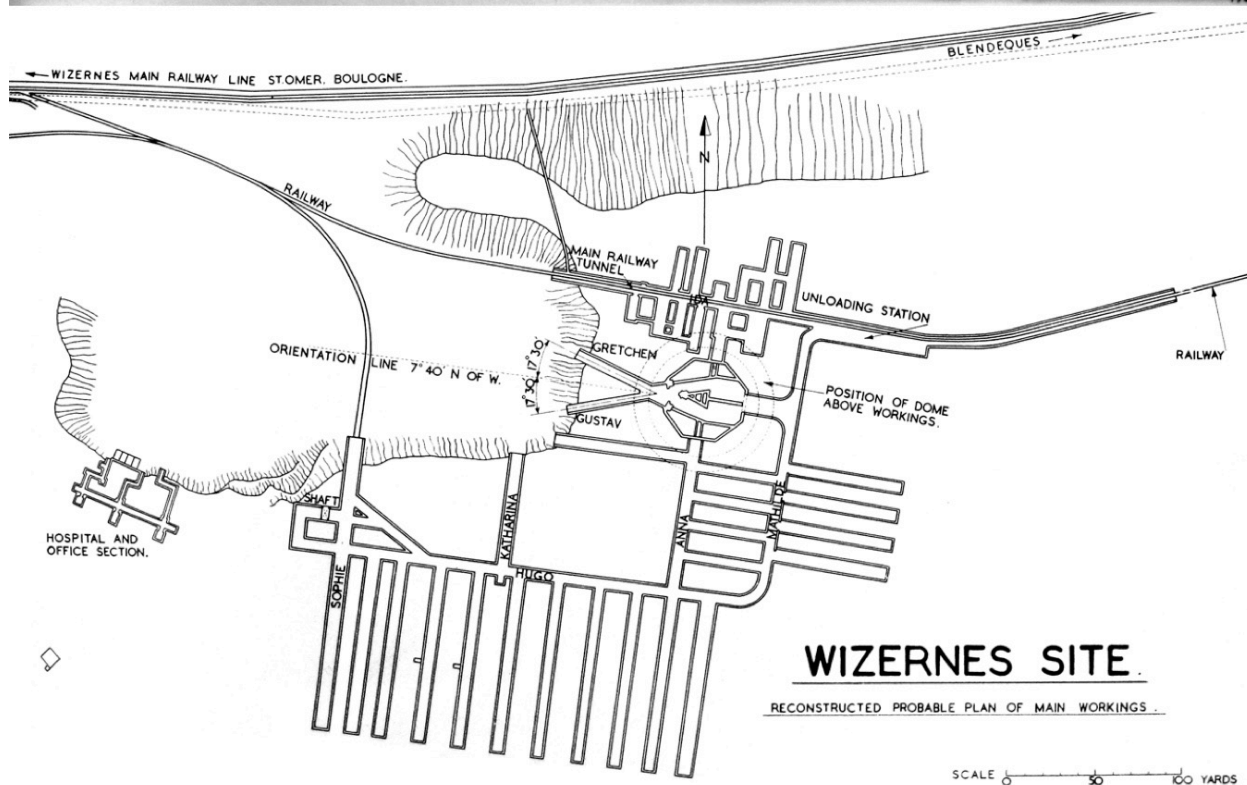 ← WIZERNES MAIN RAILWAY LINE ST.OMER. BOULOGNE.
BLENDEQUES →
N
RAILWAY
MAIN RAILWAY
TUNNEL
IDA
UNLOADING STATION
RAILWAY
ORIENTATION LINE 7° 40' N OF W.
17° 30'
17° 30'
GRETCHEN
GUSTAV
POSITION OF DOME
ABOVE WORKINGS.
HOSPITAL AND
OFFICE SECTION.
SHAFT
SOPHIE
KATHARINA
HUGO
ANNA
MATHILDE
WIZERNES SITE.
RECONSTRUCTED PROBABLE PLAN OF MAIN WORKINGS.
SCALE 0 50 100 YARDS